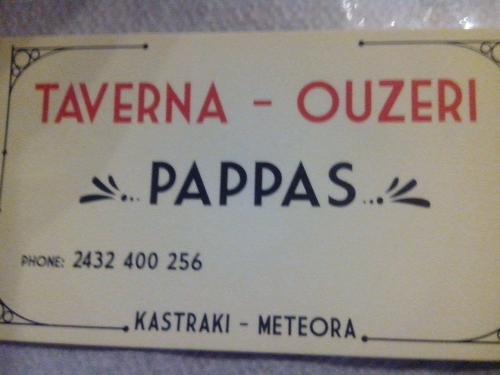 TAVERNA - OUZERI
PAPPAS
PHONE: 2432 400 256
KASTRAKI - METEORA